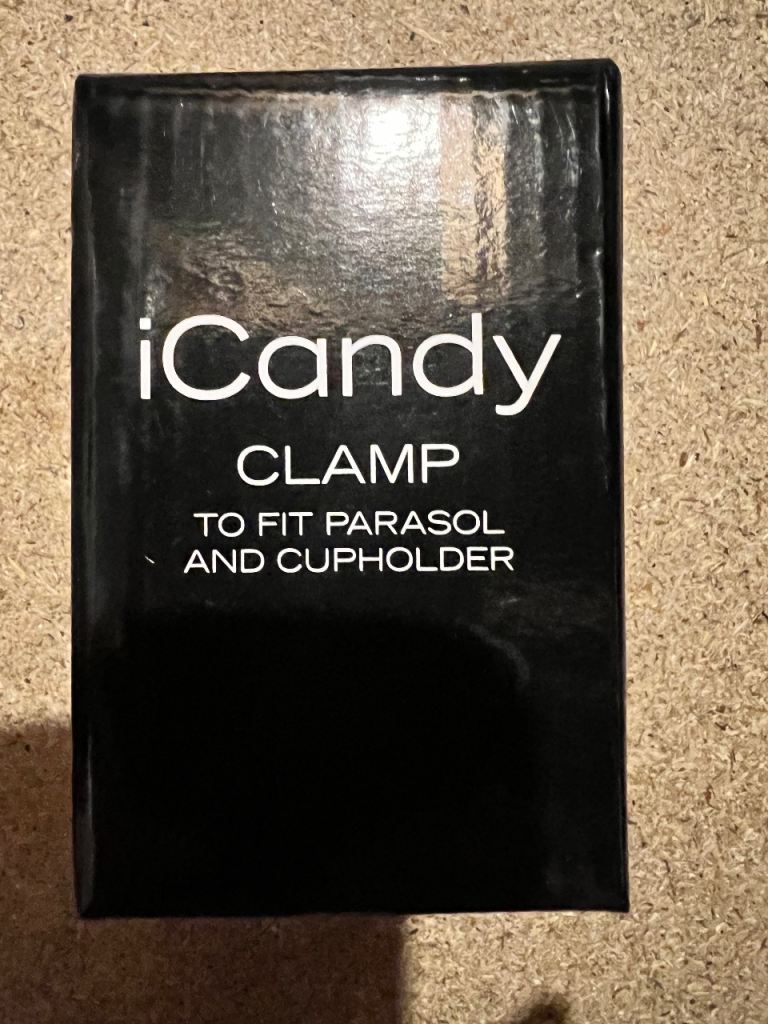 iCandy
CLAMP
TO FIT PARASOL
AND CUPHOLDER